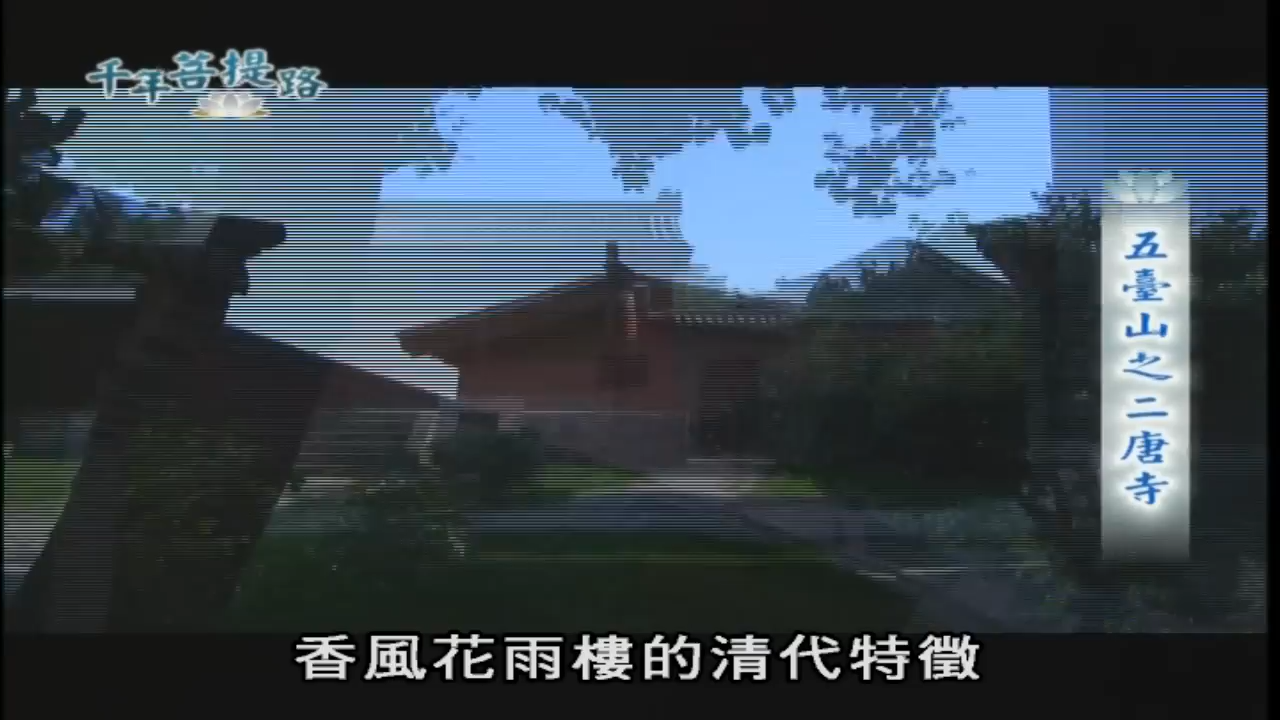 千年菩提路
五臺山之二唐寺
香風花雨樓的清代特徵